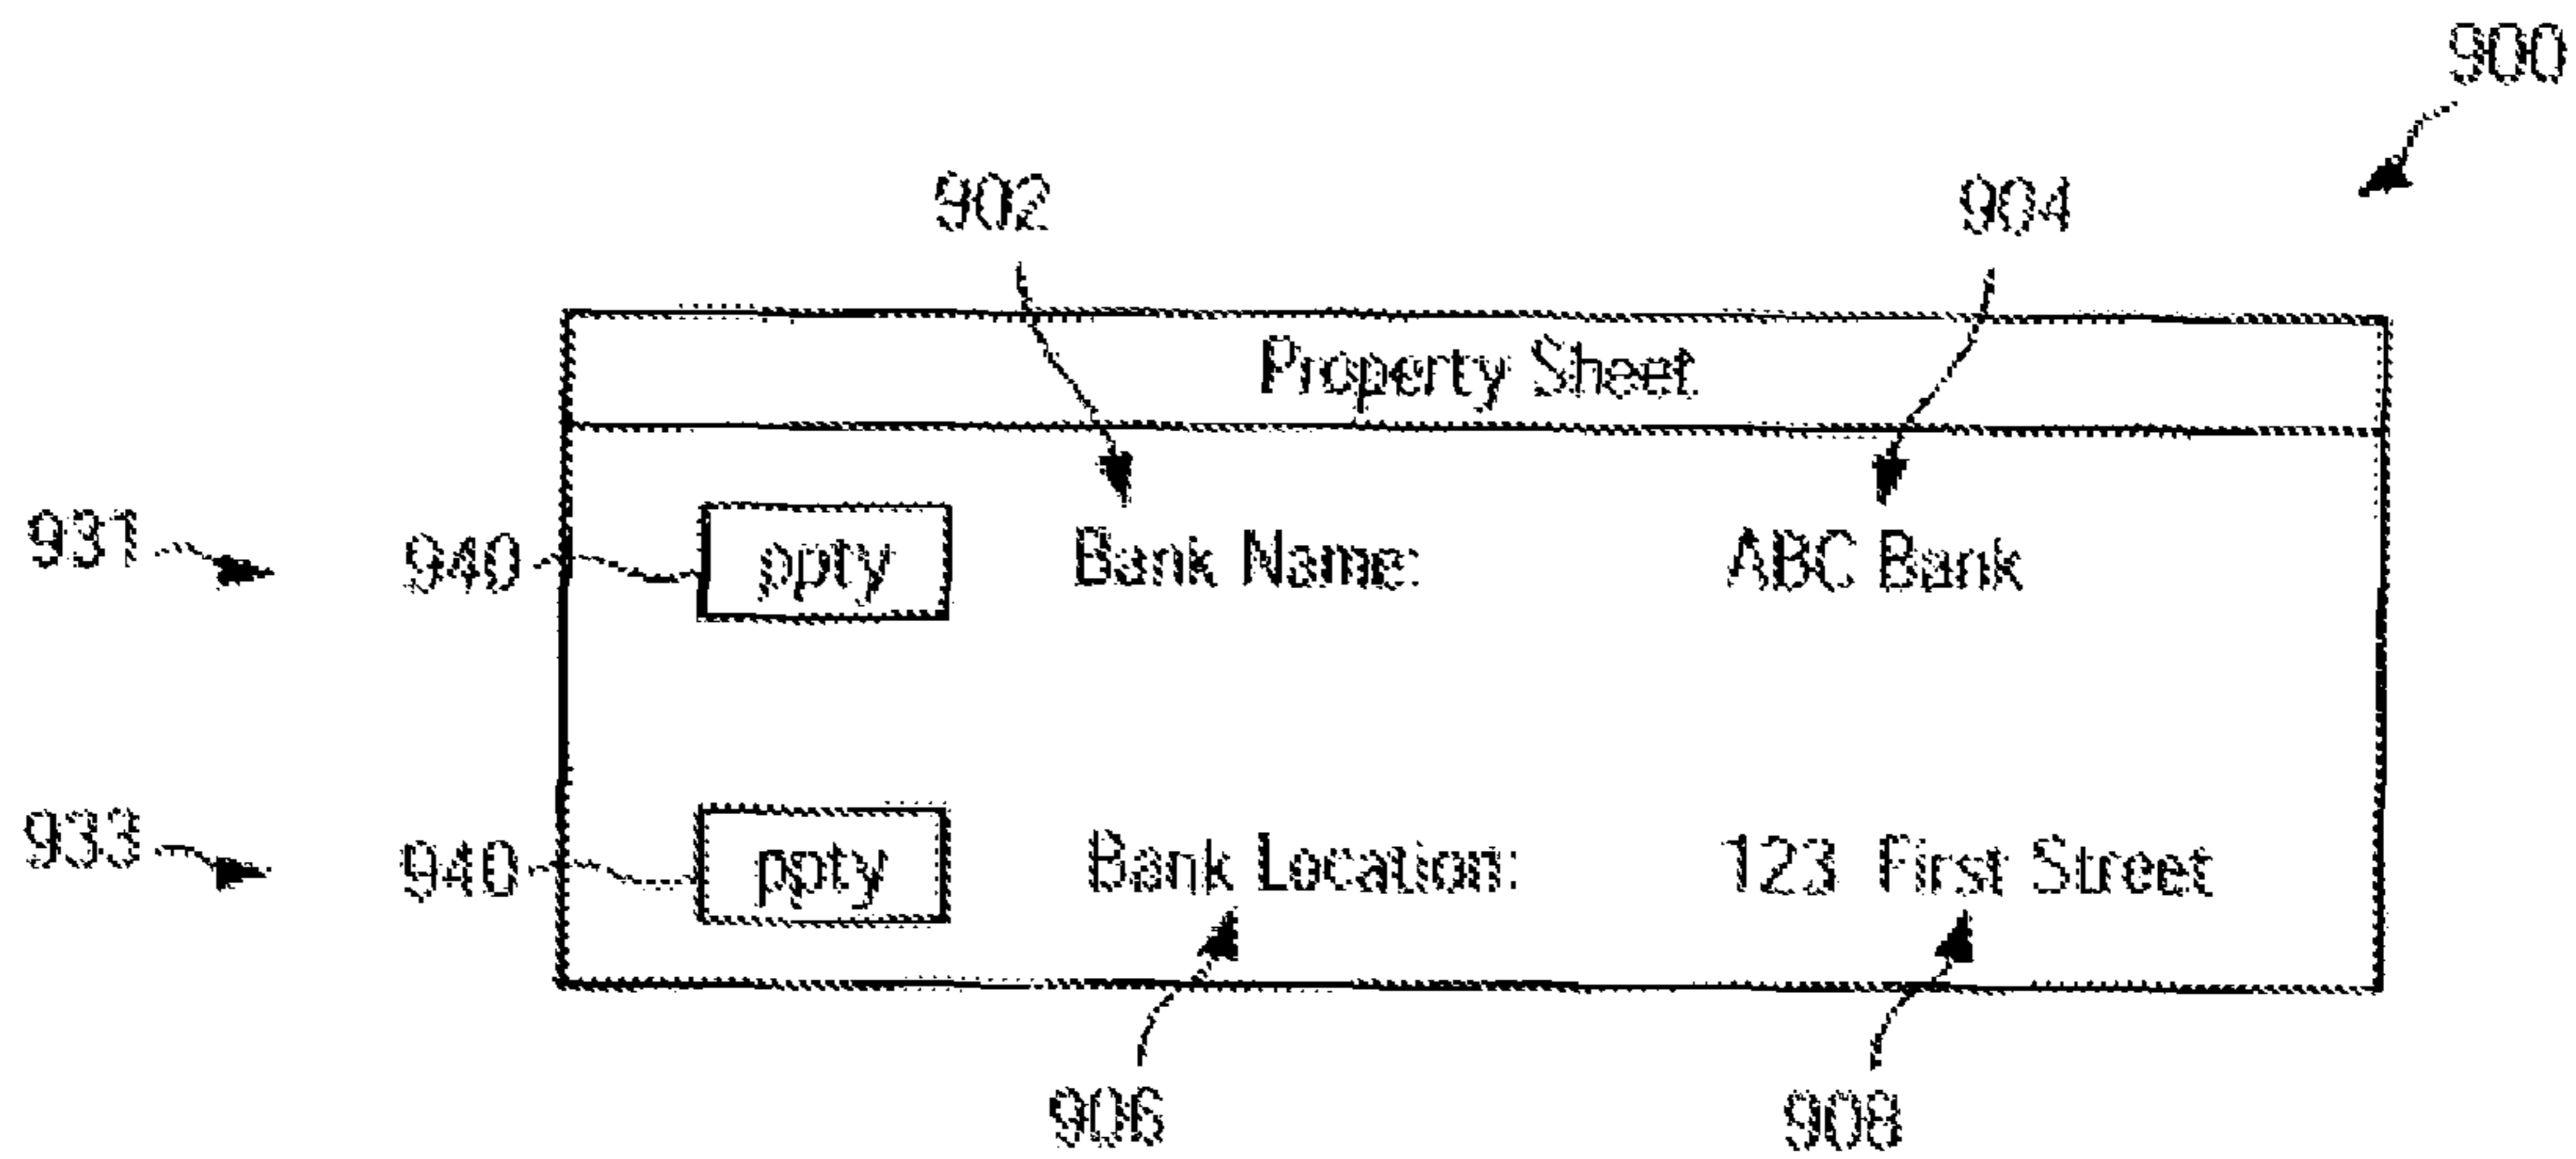 900
902 904
Property Sheet
931 940 ppty Bank Name: ABC Bank
933 940 ppty Bank Location: 123 First Street
906 908